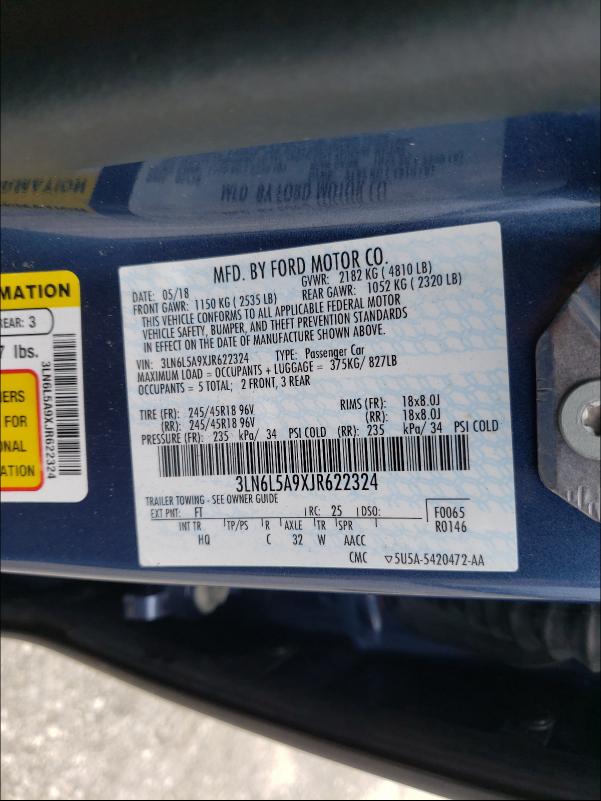 MFD. BY FORD MOTOR CO.
DATE: 05/18 GVWR: 2182 KG ( 4810 LB)
FRONT GAWR: 1150 KG ( 2535 LB) REAR GAWR: 1052 KG ( 2320 LB)
THIS VEHICLE CONFORMS TO ALL APPLICABLE FEDERAL MOTOR
VEHICLE SAFETY, BUMPER, AND THEFT PREVENTION STANDARDS
IN EFFECT ON THE DATE OF MANUFACTURE SHOWN ABOVE.
VIN: 3LN6L5A9XJR622324 TYPE: Passenger Car
MAXIMUM LOAD = OCCUPANTS + LUGGAGE = 375KG/ 827LB
OCCUPANTS = 5 TOTAL; 2 FRONT, 3 REAR
TIRE (FR): 245/45R18 96V RIMS (FR): 18x8.0J
(RR): 245/45R18 96V (RR): 18x8.0J
PRESSURE (FR): 235 kPa/ 34 PSI COLD (RR): 235 kPa/ 34 PSI COLD
3LN6L5A9XJR622324
TRAILER TOWING - SEE OWNER GUIDE
EXT PNT: FT RC: 25 DSO: F0065
INT TR TP/PS R AXLE TR SPR R0146
HQ C 32 W AACC
CMC ▽5U5A-5420472-AA
MATION
REAR: 3
7 lbs.
3LN6L5A9XJR622324
NERS
FOR
ONAL
ATION
MFD. BY FORD MOTOR CO.